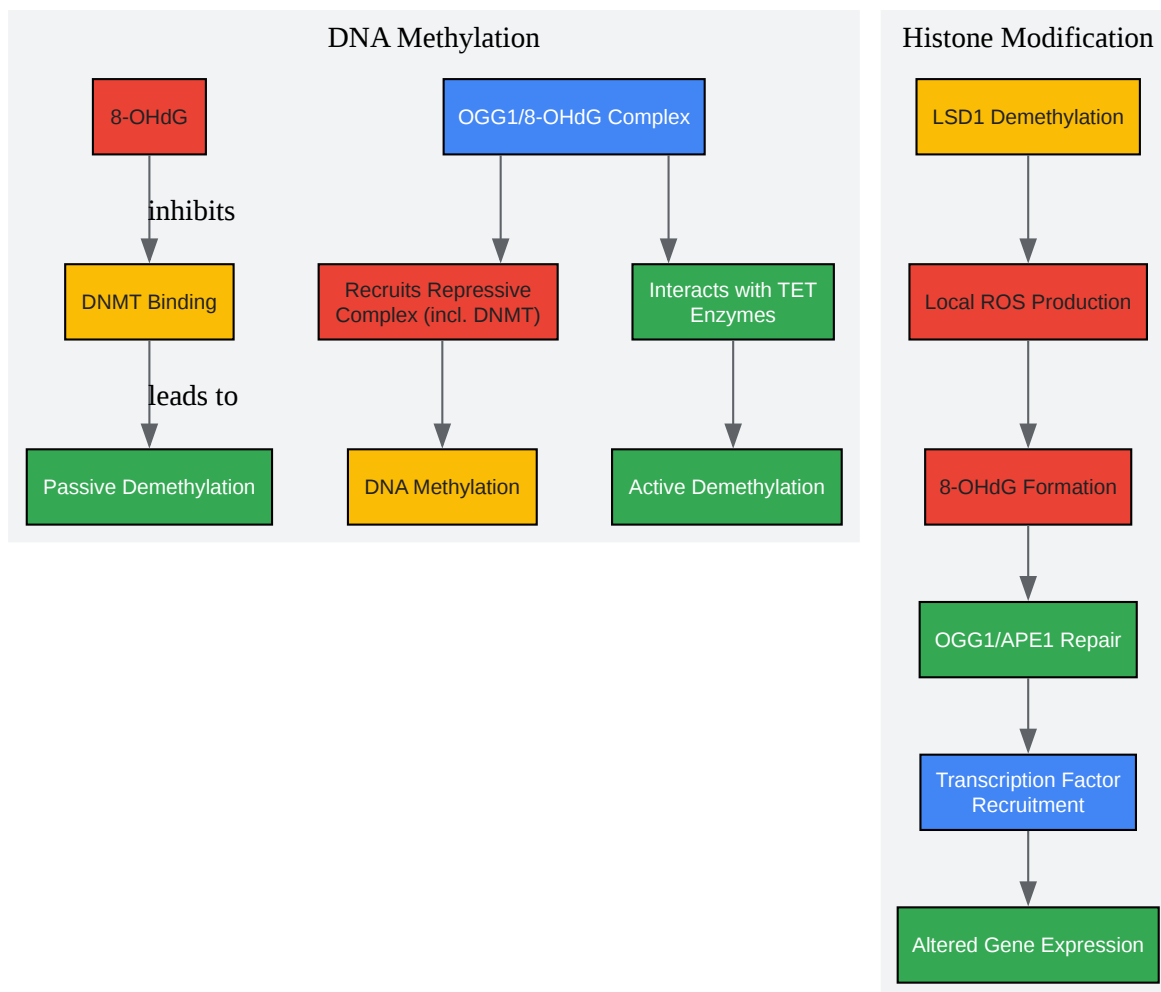 DNA Methylation
8-OHdG
inhibits
DNMT Binding
leads to
Passive Demethylation
OGG1/8-OHdG Complex
Recruits Repressive
Complex (incl. DNMT)
DNA Methylation
Interacts with TET
Enzymes
Active Demethylation
Histone Modification
LSD1 Demethylation
Local ROS Production
8-OHdG Formation
OGG1/APE1 Repair
Transcription Factor
Recruitment
Altered Gene Expression